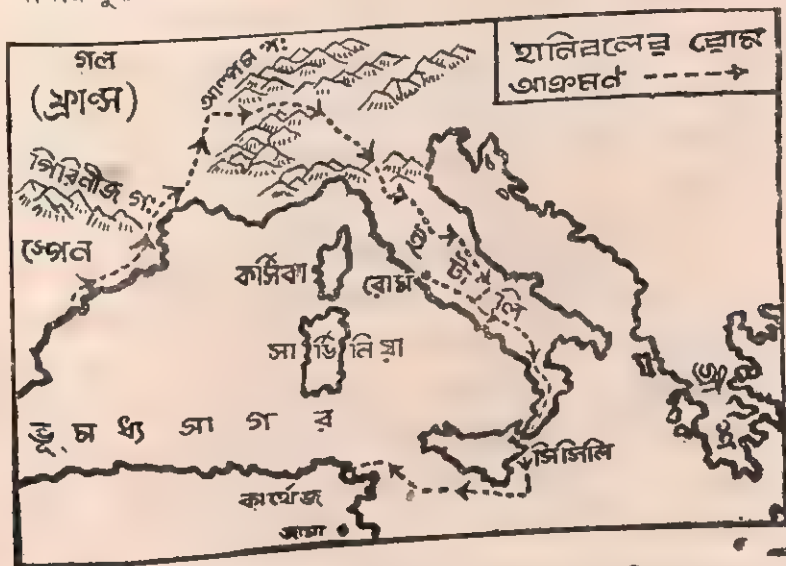 হানিবলের রোম
আক্রমণ
গল
(ফ্রান্স)
আল্পস প:
পিরিনীজ প:
স্পেন
কর্সিকা
রোম
ইটালি
সার্ডিনিয়া
ভূমধ্য সাগর
সিসিলি
কার্থেজ
জামা